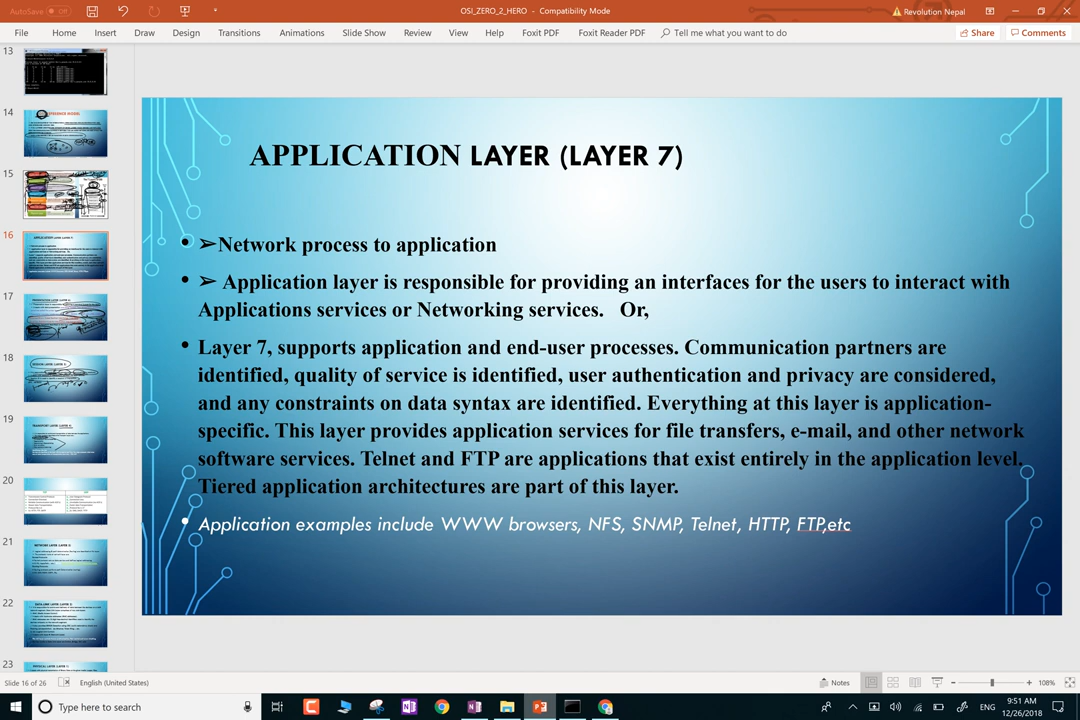 AutoSave Off
OSI_ZERO_2_HERO - Compatibility Mode
Revolution Nepal
File Home Insert Draw Design Transitions Animations Slide Show Review View Help Foxit PDF Foxit Reader PDF Tell me what you want to do Share Comments
13
14
15
16
17
18
19
20
21
22
23
APPLICATION LAYER (LAYER 7)
• ➢Network process to application
• ➢ Application layer is responsible for providing an interfaces for the users to interact with
Applications services or Networking services. Or,
• Layer 7, supports application and end-user processes. Communication partners are
identified, quality of service is identified, user authentication and privacy are considered,
and any constraints on data syntax are identified. Everything at this layer is application-
specific. This layer provides application services for file transfers, e-mail, and other network
software services. Telnet and FTP are applications that exist entirely in the application level.
Tiered application architectures are part of this layer.
• Application examples include WWW browsers, NFS, SNMP, Telnet, HTTP, FTP,etc
Slide 16 of 26 English (United States) Notes 108%
Type here to search
ENG
9:51 AM
12/26/2018